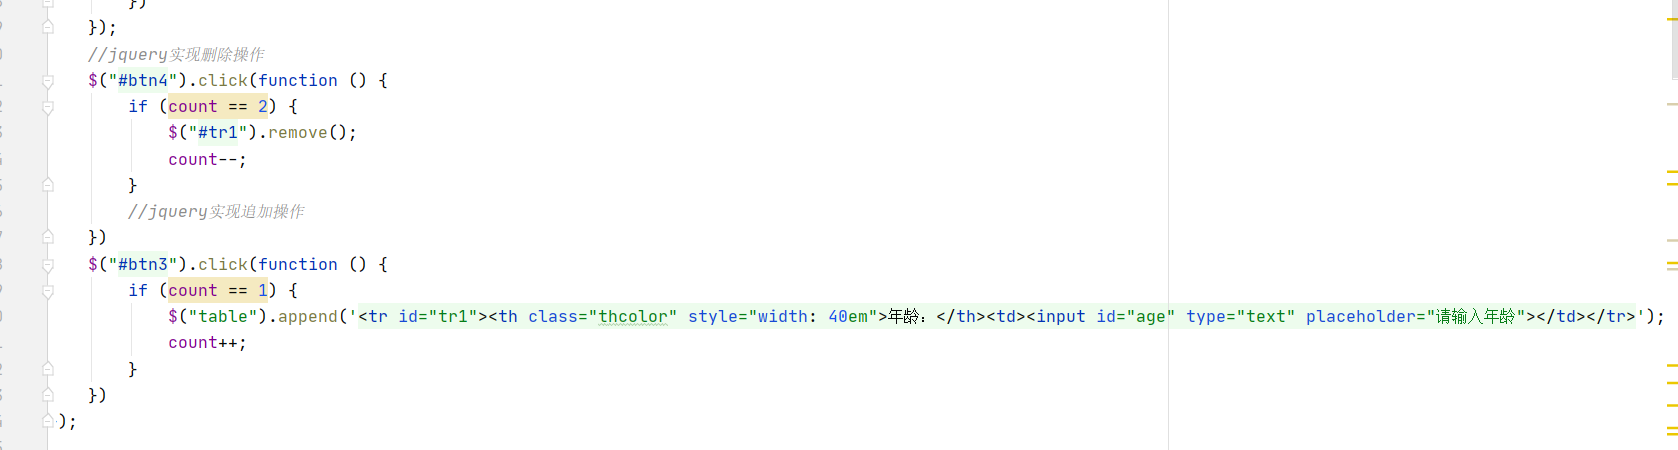 })
});
//jquery实现删除操作
$("#btn4").click(function () {
if (count == 2) {
$("#tr1").remove();
count--;
}
//jquery实现追加操作
})
$("#btn3").click(function () {
if (count == 1) {
$("table").append('<tr id="tr1"><th class="thcolor" style="width: 40em">年龄：</th><td><input id="age" type="text" placeholder="请输入年龄"></td></tr>');
count++;
}
})
);